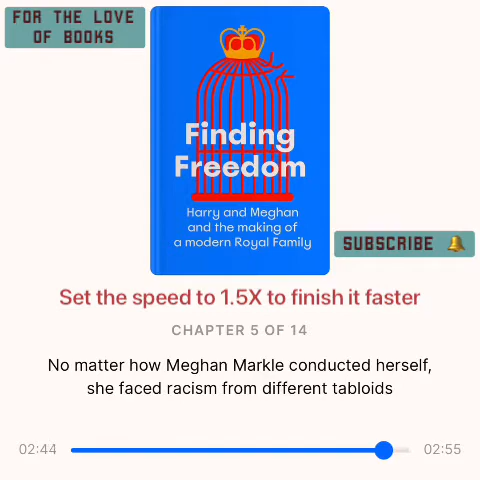 FOR THE LOVE
OF BOOKS
Finding
Freedom
Harry and Meghan
and the making of
a modern Royal Family
SUBSCRIBE 🔔
Set the speed to 1.5X to finish it faster
CHAPTER 5 OF 14
No matter how Meghan Markle conducted herself,
she faced racism from different tabloids
02:44
02:55